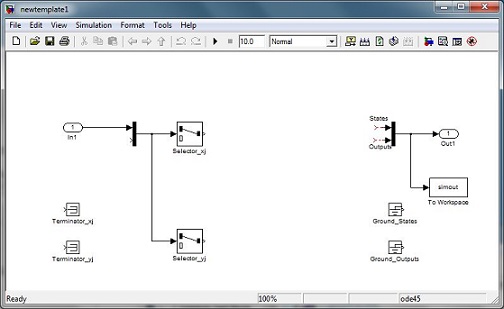 newtemplate1
File Edit View Simulation Format Tools Help
10.0 Normal
1
In1
Selector_xj
Terminator_xj
Terminator_yj
Selector_yj
States
Outputs
1
Out1
simout
To Workspace
Ground_States
Ground_Outputs
Ready 100% ode45